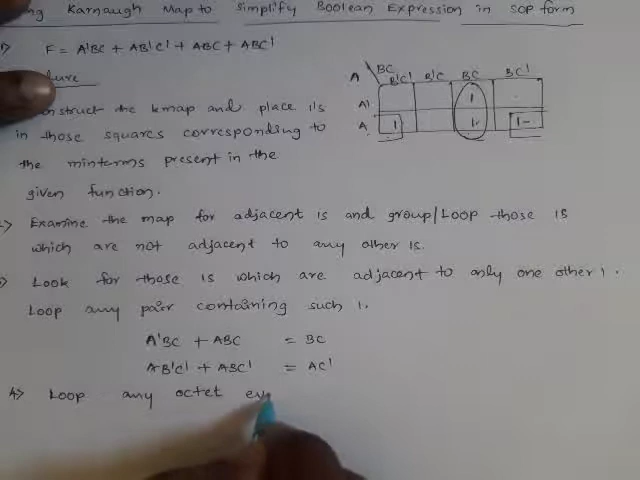 Karnaugh Map to simplify Boolean Expression in SOP form
F = A'BC + AB'C' + ABC + ABC'
A \ BC B'C' B'C BC BC'
A' 1
A 1 1 1
the kmap and place 1s
in those squares corresponding to
the minterms present in the
given function.
Examine the map for adjacent 1s and group/Loop those 1s
which are not adjacent to any other 1s.
Look for those 1s which are adjacent to only one other 1.
Loop any pair containing such 1.
A'BC + ABC = BC
AB'C' + ABC' = AC'
4> Loop any octet